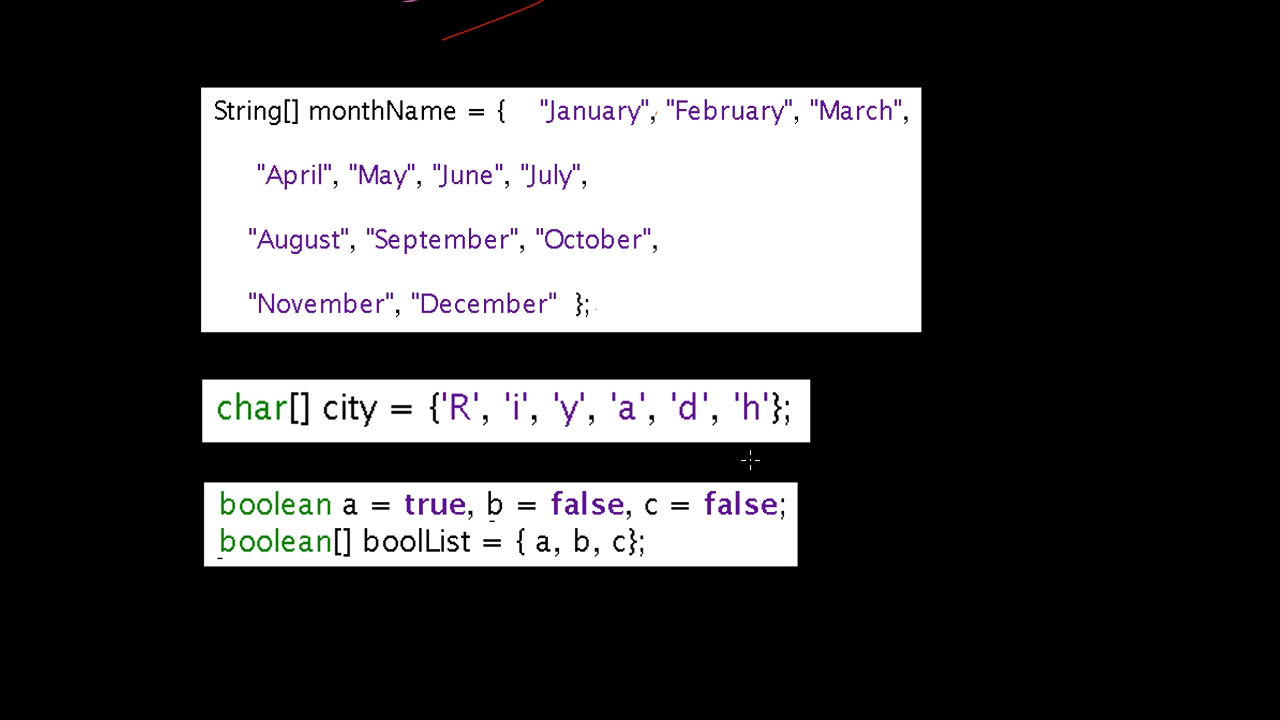 String[] monthName = { "January", "February", "March",
"April", "May", "June", "July",
"August", "September", "October",
"November", "December" };
char[] city = {'R', 'i', 'y', 'a', 'd', 'h'};
boolean a = true, b = false, c = false;
boolean[] boolList = { a, b, c};